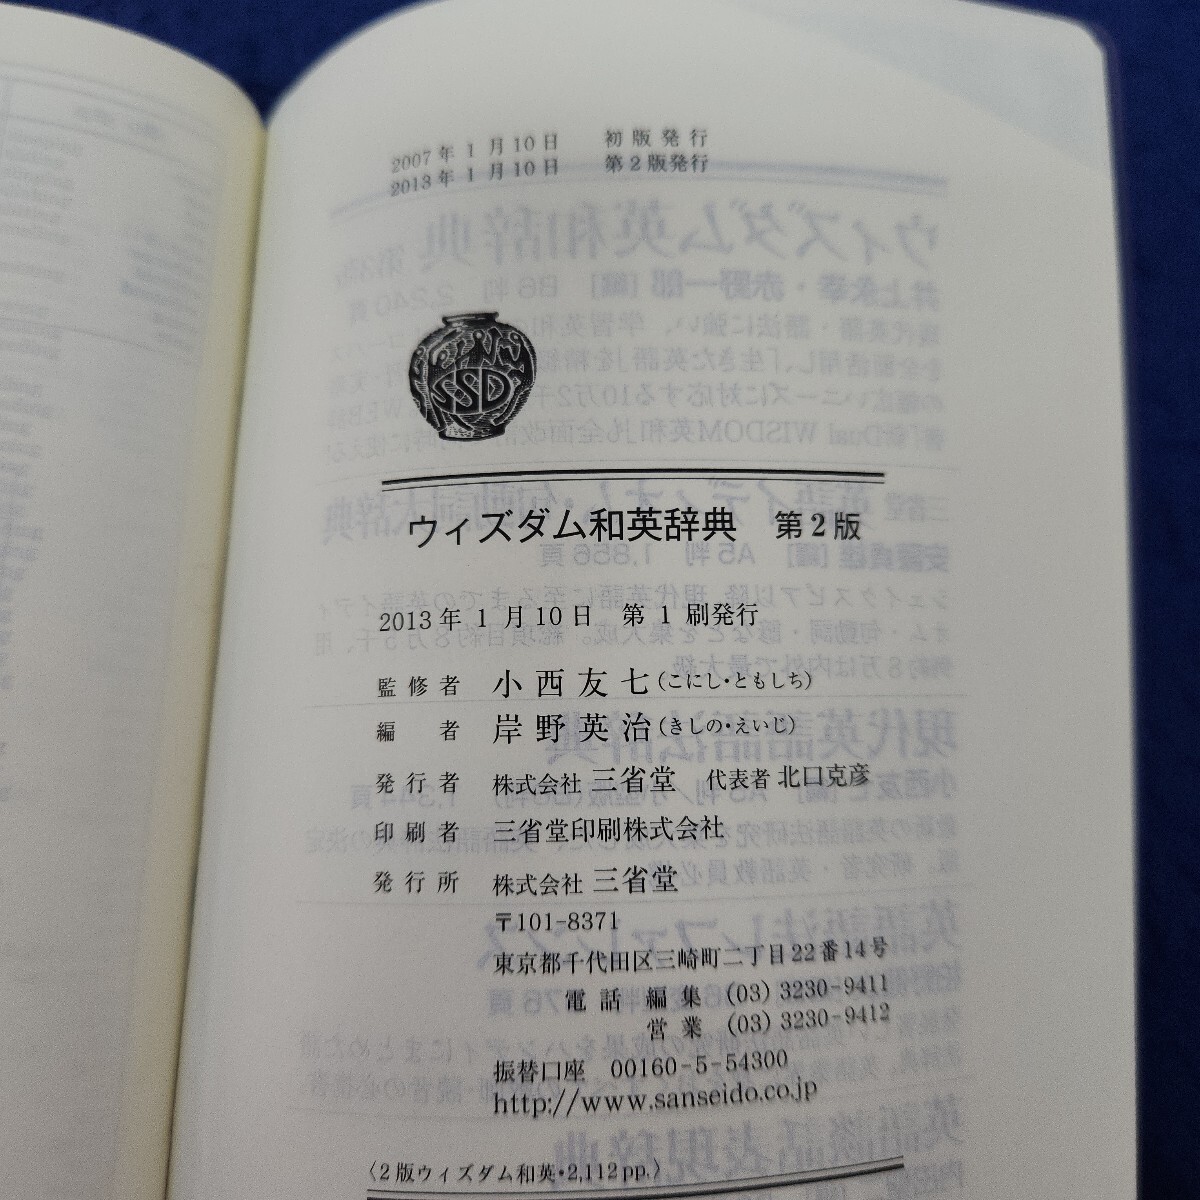 2007年1月10日　初版発行
2013年1月10日　第2版発行
SSD
ウィズダム和英辞典　第2版
2013年1月10日　第1刷発行
監修者　小西友七(こにし・ともしち)
編者　岸野英治(きしの・えいじ)
発行者　株式会社 三省堂　代表者 北口克彦
印刷者　三省堂印刷株式会社
発行所　株式会社 三省堂
〒101-8371
東京都千代田区三崎町二丁目22番14号
電話　編集　(03) 3230-9411
営業　(03) 3230-9412
振替口座　00160-5-54300
http://www.sanseido.co.jp
〈2版ウィズダム和英・2,112pp.〉